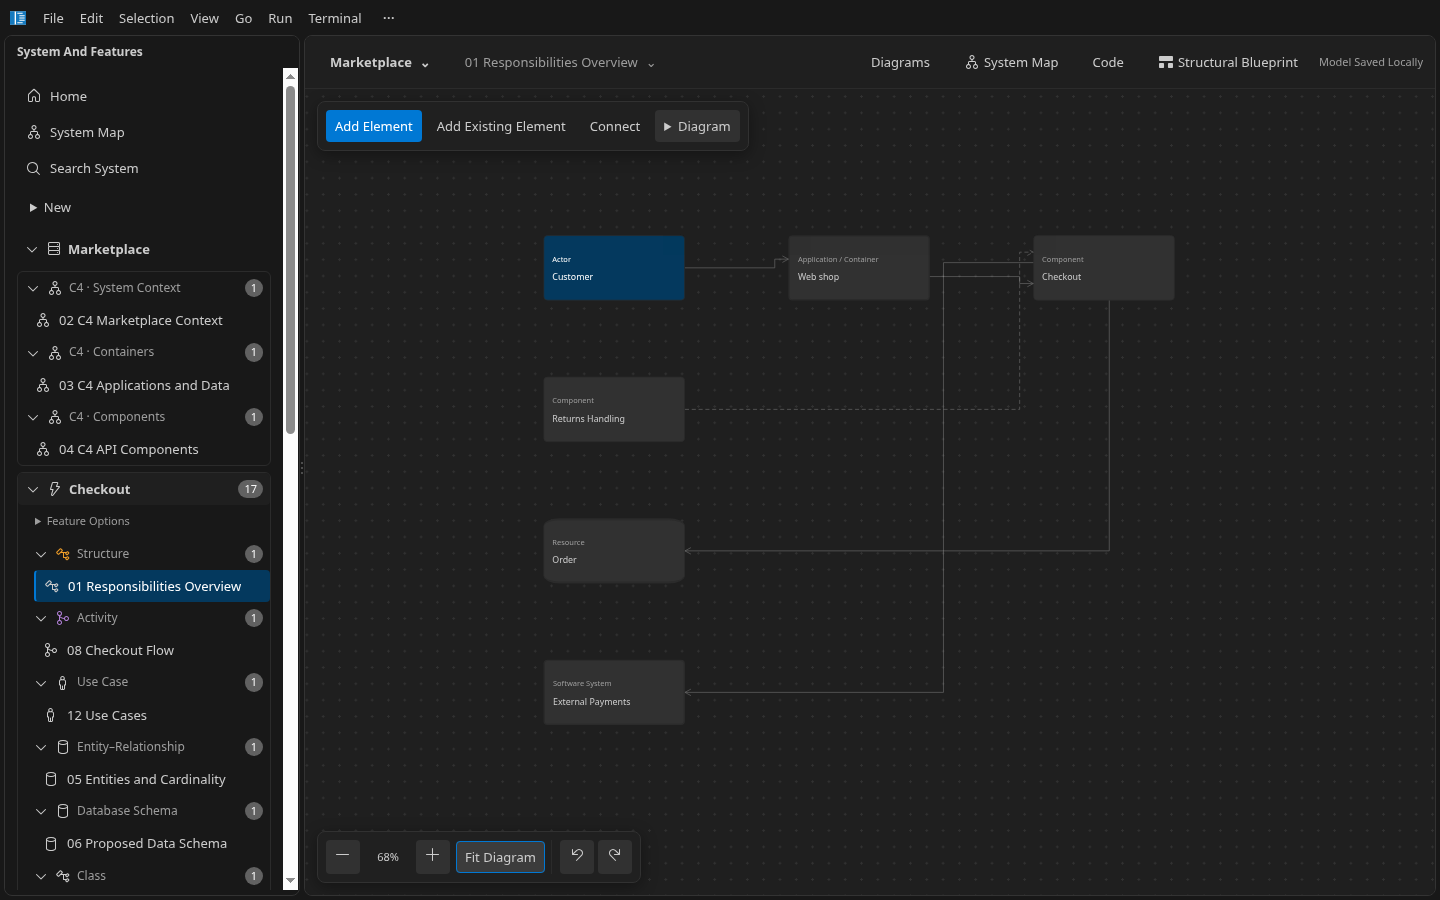 File Edit Selection View Go Run Terminal ···
System And Features
Home
System Map
Search System
New
Marketplace
C4 · System Context 1
02 C4 Marketplace Context
C4 · Containers 1
03 C4 Applications and Data
C4 · Components 1
04 C4 API Components
Checkout 17
Feature Options
Structure 1
01 Responsibilities Overview
Activity 1
08 Checkout Flow
Use Case 1
12 Use Cases
Entity–Relationship 1
05 Entities and Cardinality
Database Schema 1
06 Proposed Data Schema
Class 1
Marketplace 01 Responsibilities Overview Diagrams System Map Code Structural Blueprint Model Saved Locally
Add Element Add Existing Element Connect Diagram
Actor
Customer
Application / Container
Web shop
Component
Checkout
Component
Returns Handling
Resource
Order
Software System
External Payments
68% Fit Diagram